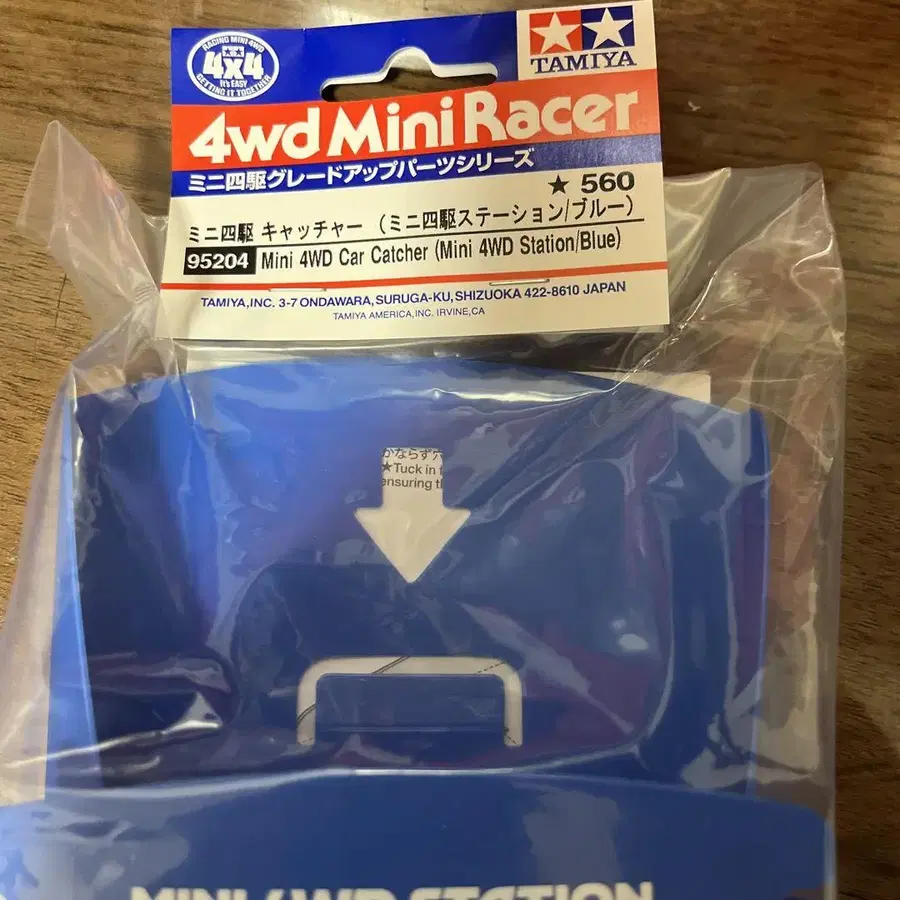 RACING MINI 4WD
4x4
It's EASY
GETTING IT TOGETHER
TAMIYA
4wd Mini Racer
ミニ四駆グレードアップパーツシリーズ
★ 560
ミニ四駆 キャッチャー (ミニ四駆ステーション/ブルー)
95204 Mini 4WD Car Catcher (Mini 4WD Station/Blue)
TAMIYA,INC. 3-7 ONDAWARA, SURUGA-KU, SHIZUOKA 422-8610 JAPAN
TAMIYA AMERICA, INC. IRVINE, CA
かならず穴
★Tuck in
ensuring
MINI 4WD STATION